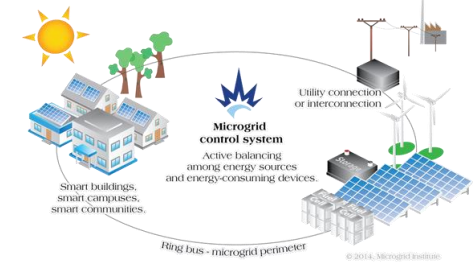 Utility connection
or interconnection
Microgrid
control system
Active balancing
among energy sources
and energy-consuming devices.
Storage
Smart buildings,
smart campuses,
smart communities.
Ring bus - microgrid perimeter
© 2014, Microgrid Institute